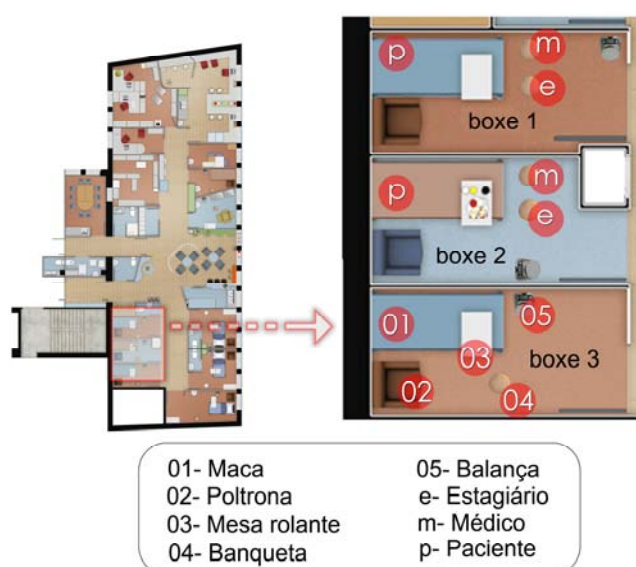 p
m
e
boxe 1
p
m
e
boxe 2
01
05
03
boxe 3
02
04
01- Maca
02- Poltrona
03- Mesa rolante
04- Banqueta
05- Balança
e- Estagiário
m- Médico
p- Paciente